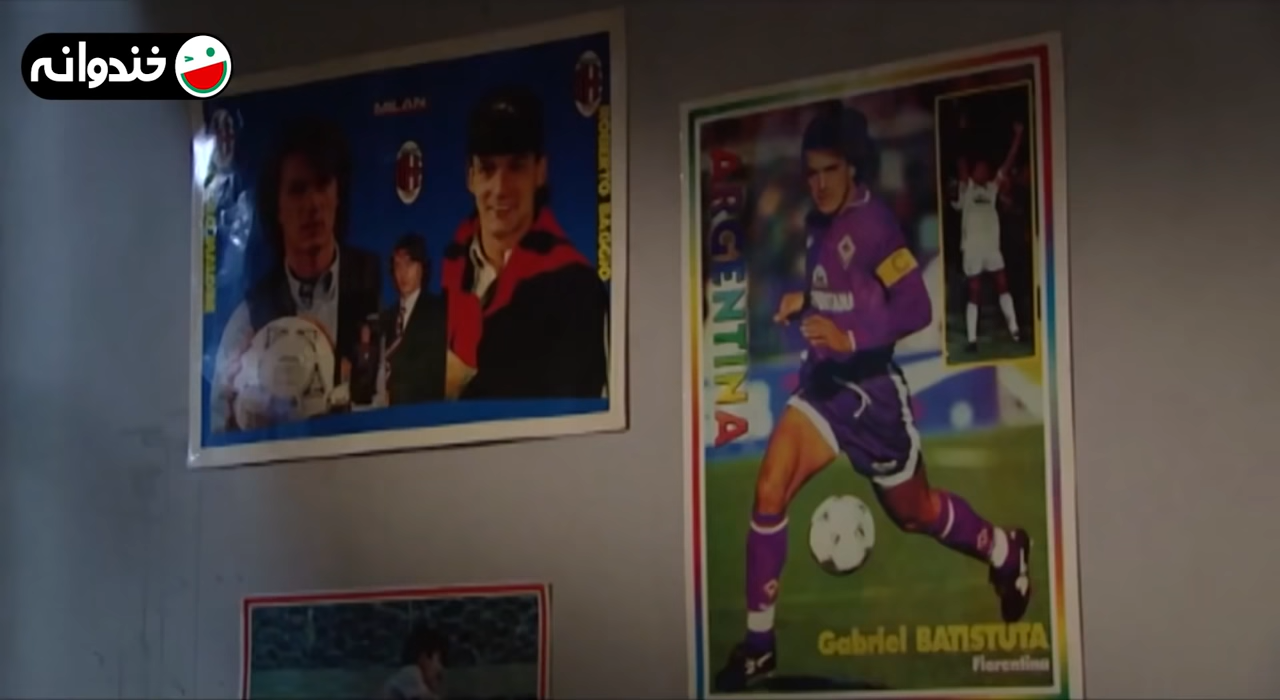 خندوانه
MILAN
ROBERTO BAGGIO
ARGENTINA
Gabriel BATISTUTA
Fiorentina